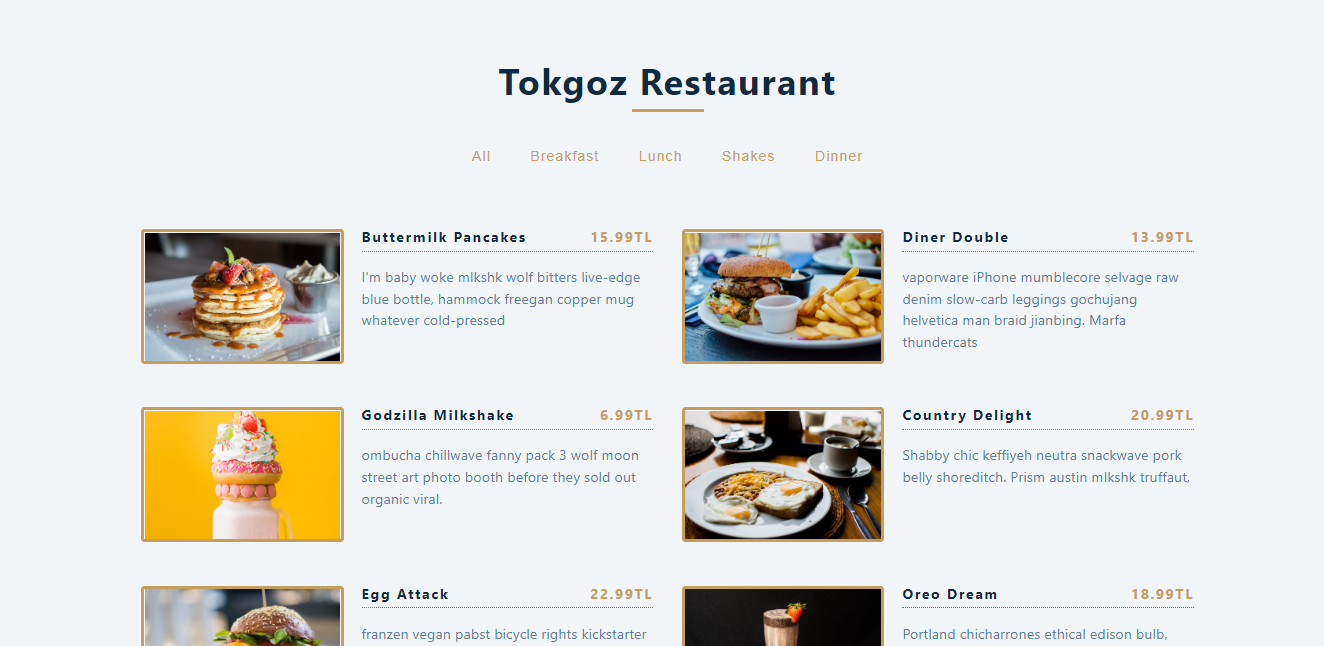 Tokgoz Restaurant
All Breakfast Lunch Shakes Dinner
Buttermilk Pancakes 15.99TL
I'm baby woke mlkshk wolf bitters live-edge
blue bottle, hammock freegan copper mug
whatever cold-pressed
Diner Double 13.99TL
vaporware iPhone mumblecore selvage raw
denim slow-carb leggings gochujang
helvetica man braid jianbing. Marfa
thundercats
Godzilla Milkshake 6.99TL
ombucha chillwave fanny pack 3 wolf moon
street art photo booth before they sold out
organic viral.
Country Delight 20.99TL
Shabby chic keffiyeh neutra snackwave pork
belly shoreditch. Prism austin mlkshk truffaut,
Egg Attack 22.99TL
franzen vegan pabst bicycle rights kickstarter
Oreo Dream 18.99TL
Portland chicharrones ethical edison bulb,